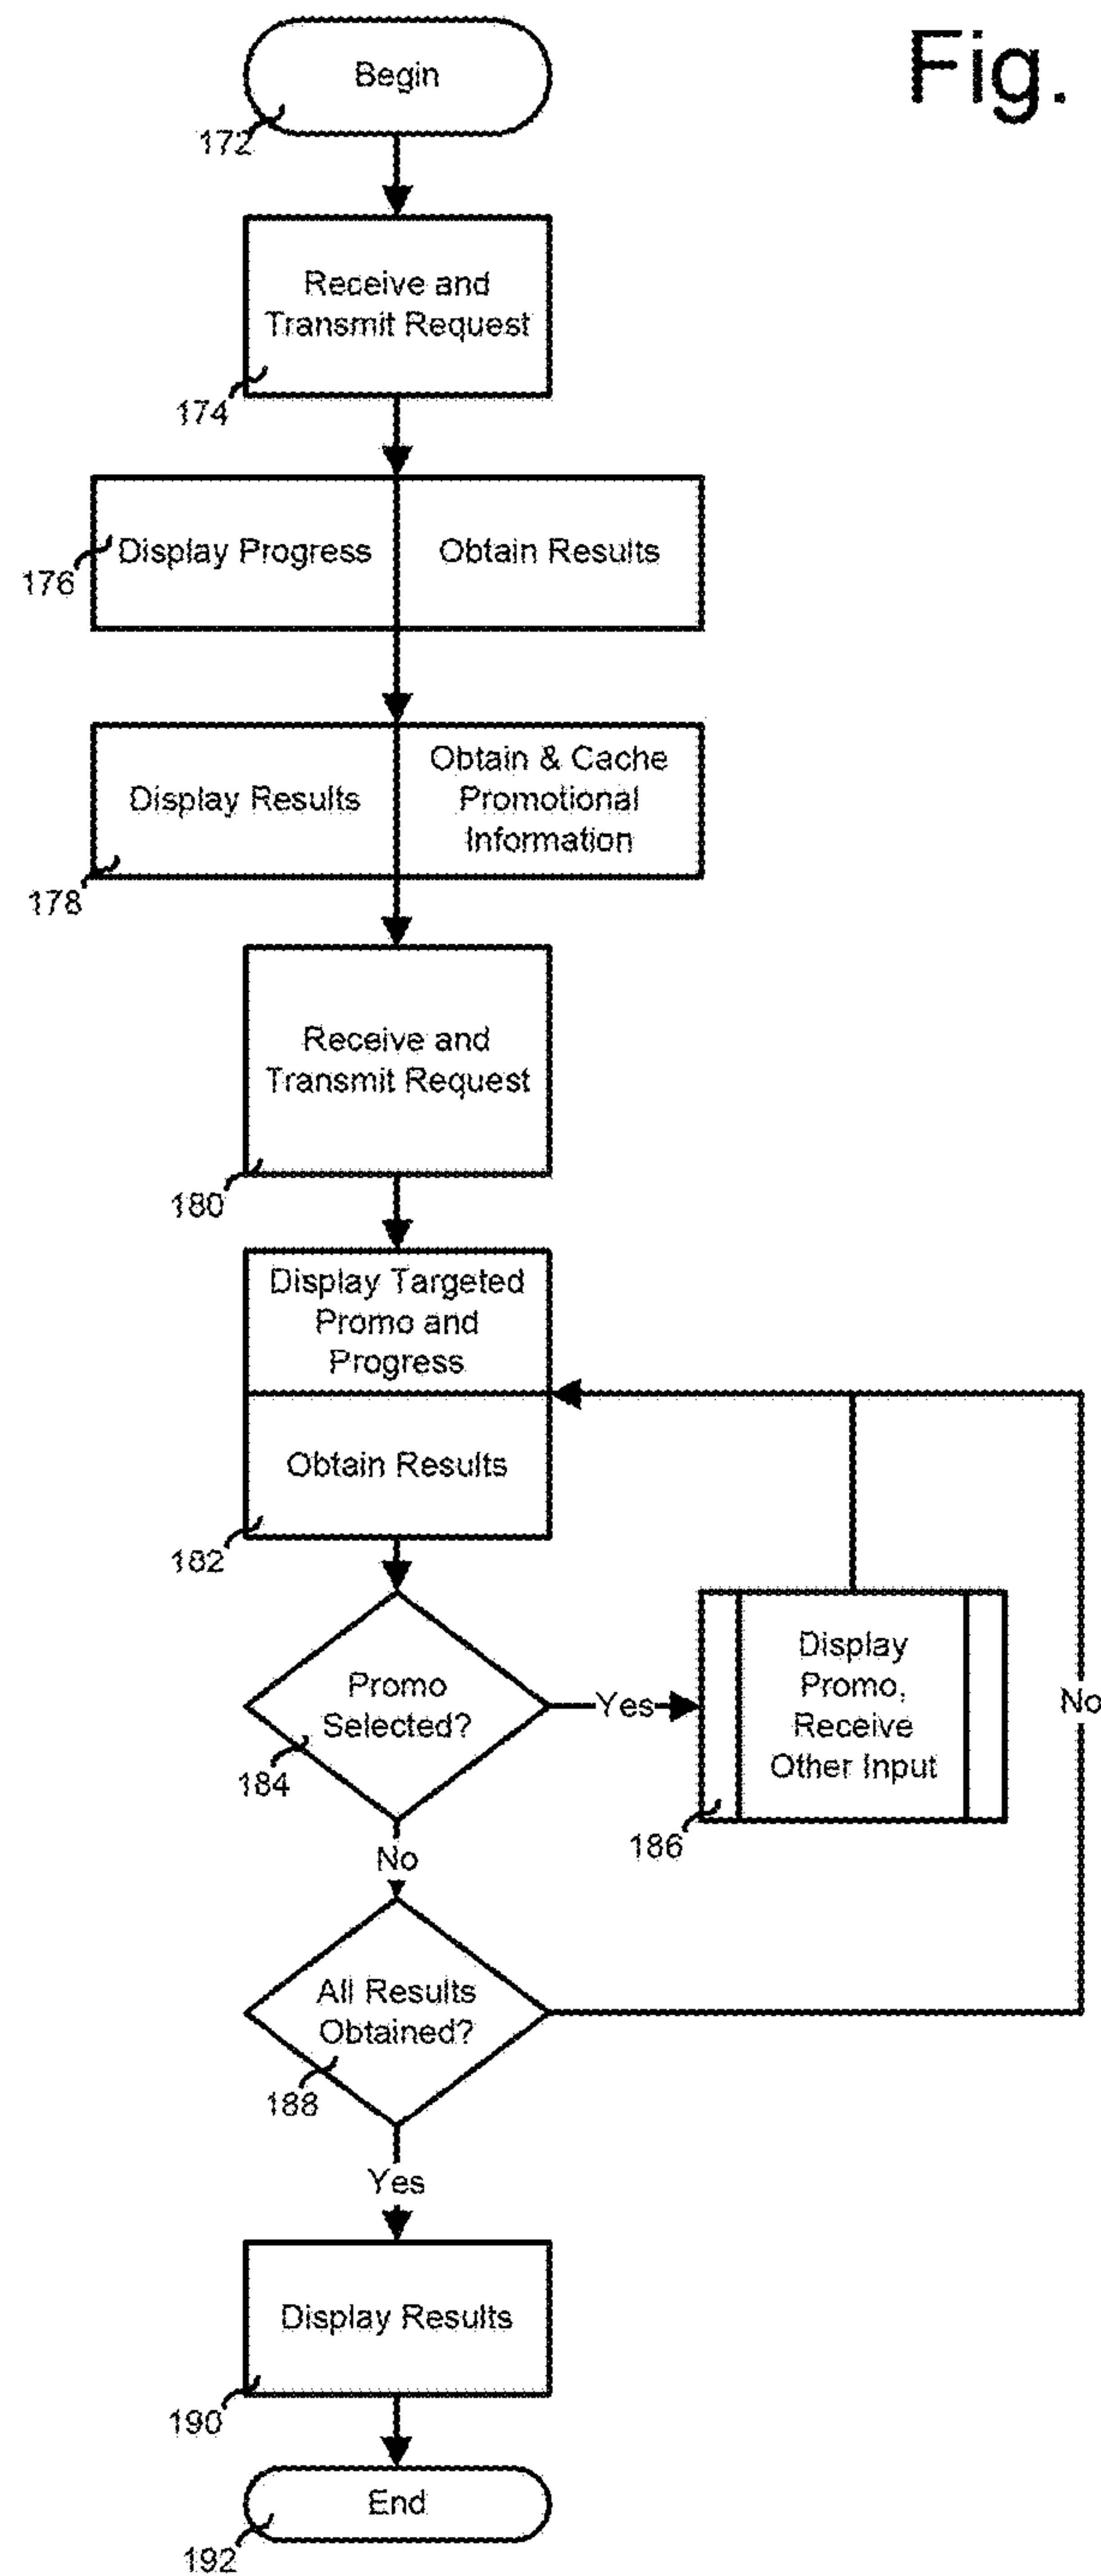 Fig.
Begin
172
Receive and
Transmit Request
174
Display Progress
Obtain Results
176
Display Results
Obtain & Cache
Promotional
Information
178
Receive and
Transmit Request
180
Display Targeted
Promo and
Progress
Obtain Results
182
Promo
Selected?
184
Yes
Display
Promo,
Receive
Other Input
186
No
No
All Results
Obtained?
188
Yes
Display Results
190
End
192